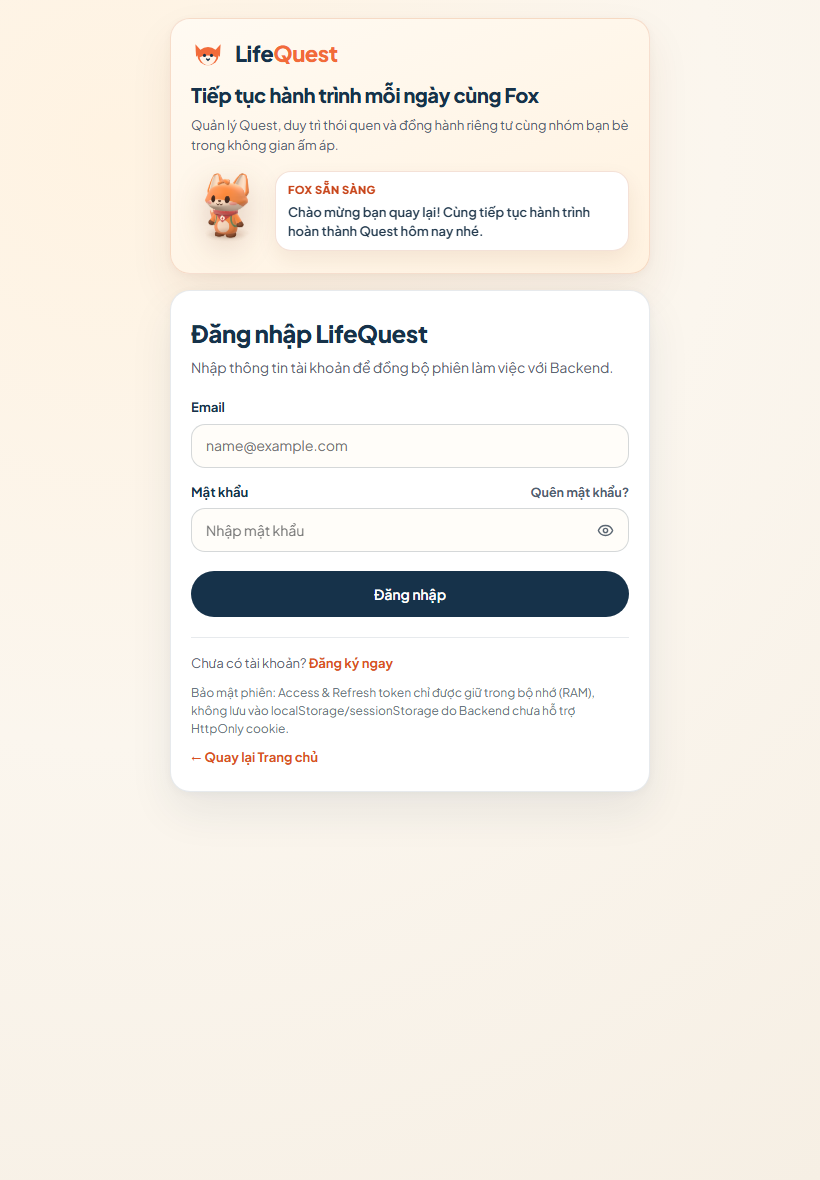 LifeQuest
Tiếp tục hành trình mỗi ngày cùng Fox
Quản lý Quest, duy trì thói quen và đồng hành riêng tư cùng nhóm bạn bè
trong không gian ấm áp.
FOX SẴN SÀNG
Chào mừng bạn quay lại! Cùng tiếp tục hành trình
hoàn thành Quest hôm nay nhé.
Đăng nhập LifeQuest
Nhập thông tin tài khoản để đồng bộ phiên làm việc với Backend.
Email
name@example.com
Mật khẩu
Quên mật khẩu?
Nhập mật khẩu
Đăng nhập
Chưa có tài khoản? Đăng ký ngay
Bảo mật phiên: Access & Refresh token chỉ được giữ trong bộ nhớ (RAM),
không lưu vào localStorage/sessionStorage do Backend chưa hỗ trợ
HttpOnly cookie.
← Quay lại Trang chủ